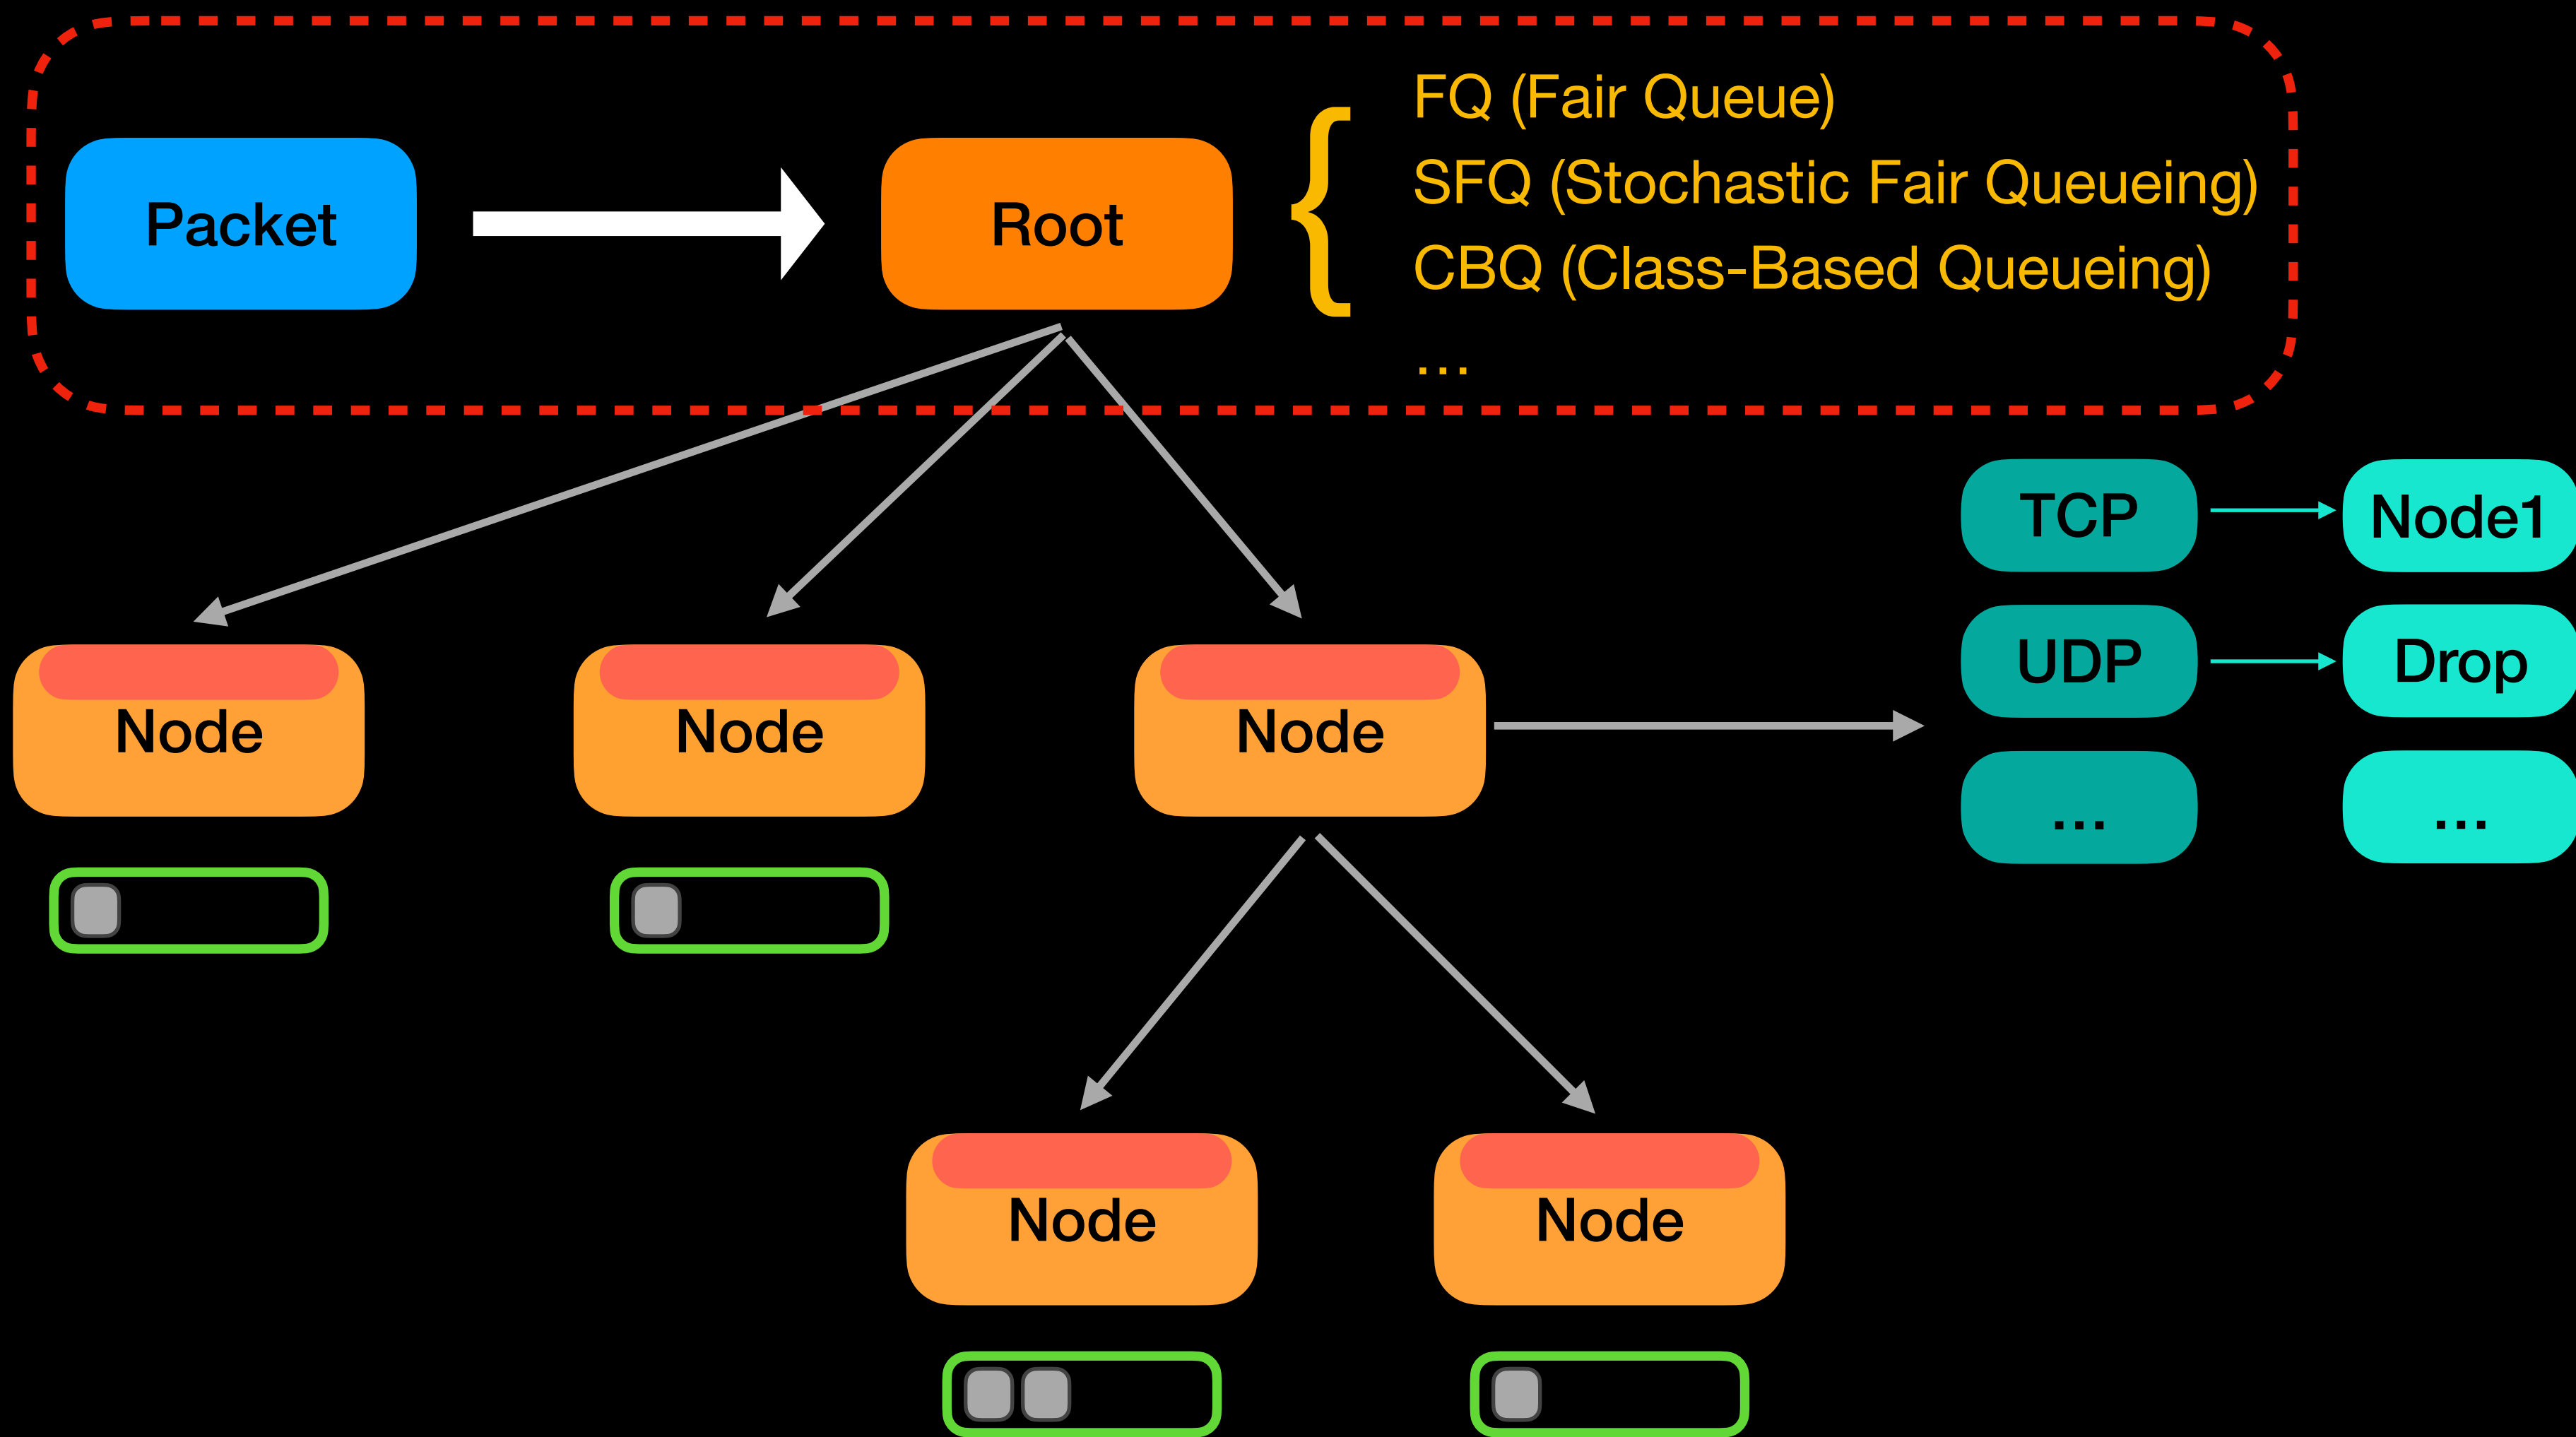 Packet
Root
{
FQ (Fair Queue)
SFQ (Stochastic Fair Queueing)
CBQ (Class-Based Queueing)
...
TCP
Node1
UDP
Drop
...
...
Node
Node
Node
Node
Node